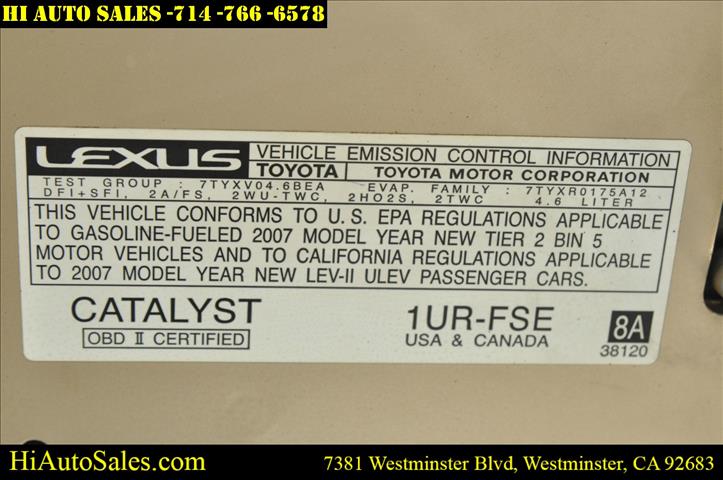 HI AUTO SALES -714 -766 -6578
LEXUS VEHICLE EMISSION CONTROL INFORMATION
TOYOTA TOYOTA MOTOR CORPORATION
TEST GROUP : 7TYXV04.6BEA EVAP. FAMILY : 7TYXR0175A12
DFI+SFI, 2A/FS, 2WU-TWC, 2HO2S, 2TWC 4.6 LITER
THIS VEHICLE CONFORMS TO U.S. EPA REGULATIONS APPLICABLE
TO GASOLINE-FUELED 2007 MODEL YEAR NEW TIER 2 BIN 5
MOTOR VEHICLES AND TO CALIFORNIA REGULATIONS APPLICABLE
TO 2007 MODEL YEAR NEW LEV-II ULEV PASSENGER CARS.
CATALYST 1UR-FSE 8A
OBD II CERTIFIED USA & CANADA 38120
HiAutoSales.com 7381 Westminster Blvd, Westminster, CA 92683